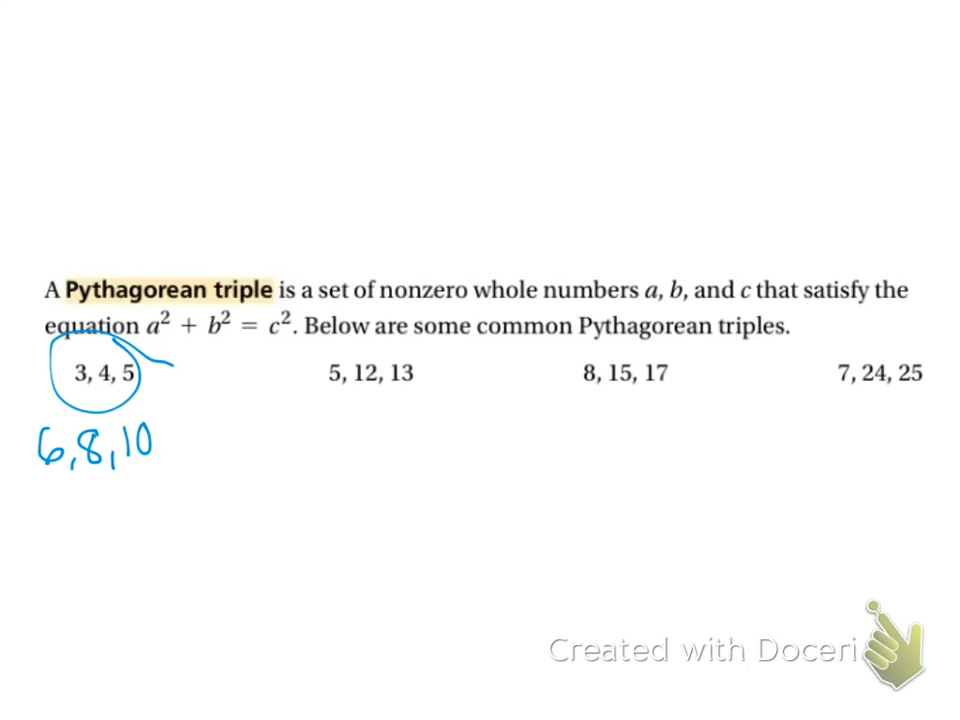 A Pythagorean triple is a set of nonzero whole numbers a, b, and c that satisfy the
equation a² + b² = c². Below are some common Pythagorean triples.
3, 4, 5 5, 12, 13 8, 15, 17 7, 24, 25
6, 8, 10
Created with Doceri